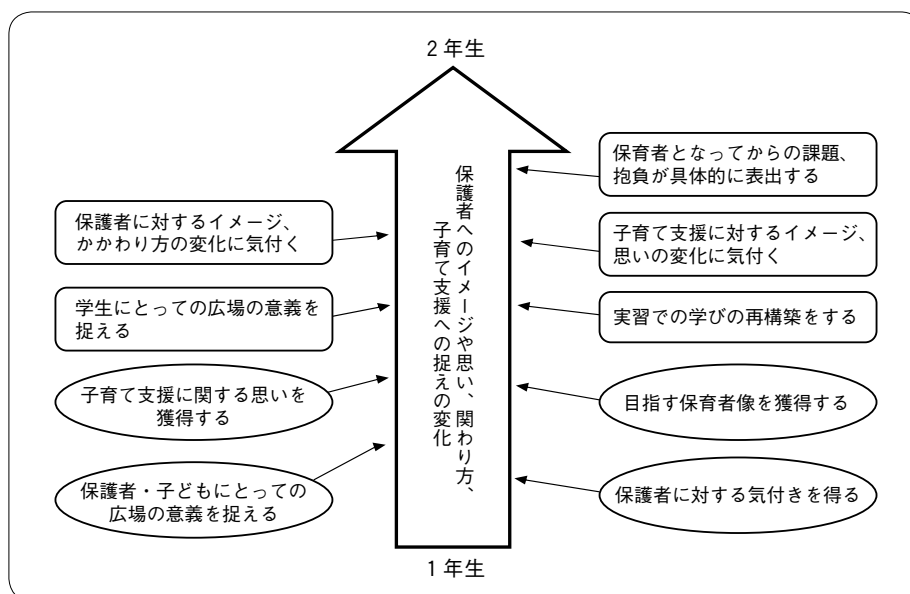 2年生
保護者へのイメージや思い、関わり方、
子育て支援への捉えの変化
保護者に対するイメージ、
かかわり方の変化に気付く
学生にとっての広場の意義を
捉える
子育て支援に関する思いを
獲得する
保護者・子どもにとっての
広場の意義を捉える
保育者となってからの課題、
抱負が具体的に表出する
子育て支援に対するイメージ、
思いの変化に気付く
実習での学びの再構築をする
目指す保育者像を獲得する
保護者に対する気付きを得る
1年生